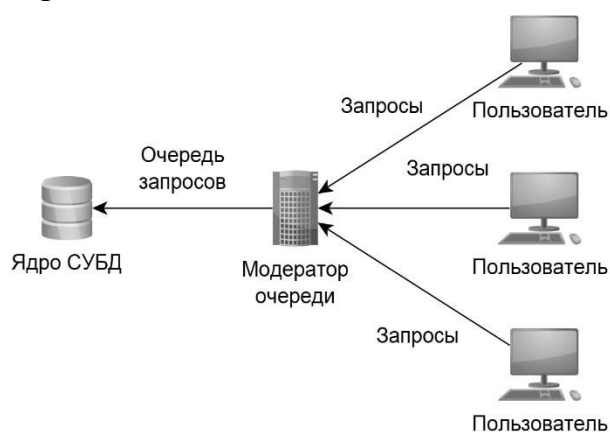 Запросы
Пользователь
Очередь
запросов
Запросы
Ядро СУБД
Модератор
очереди
Пользователь
Запросы
Пользователь